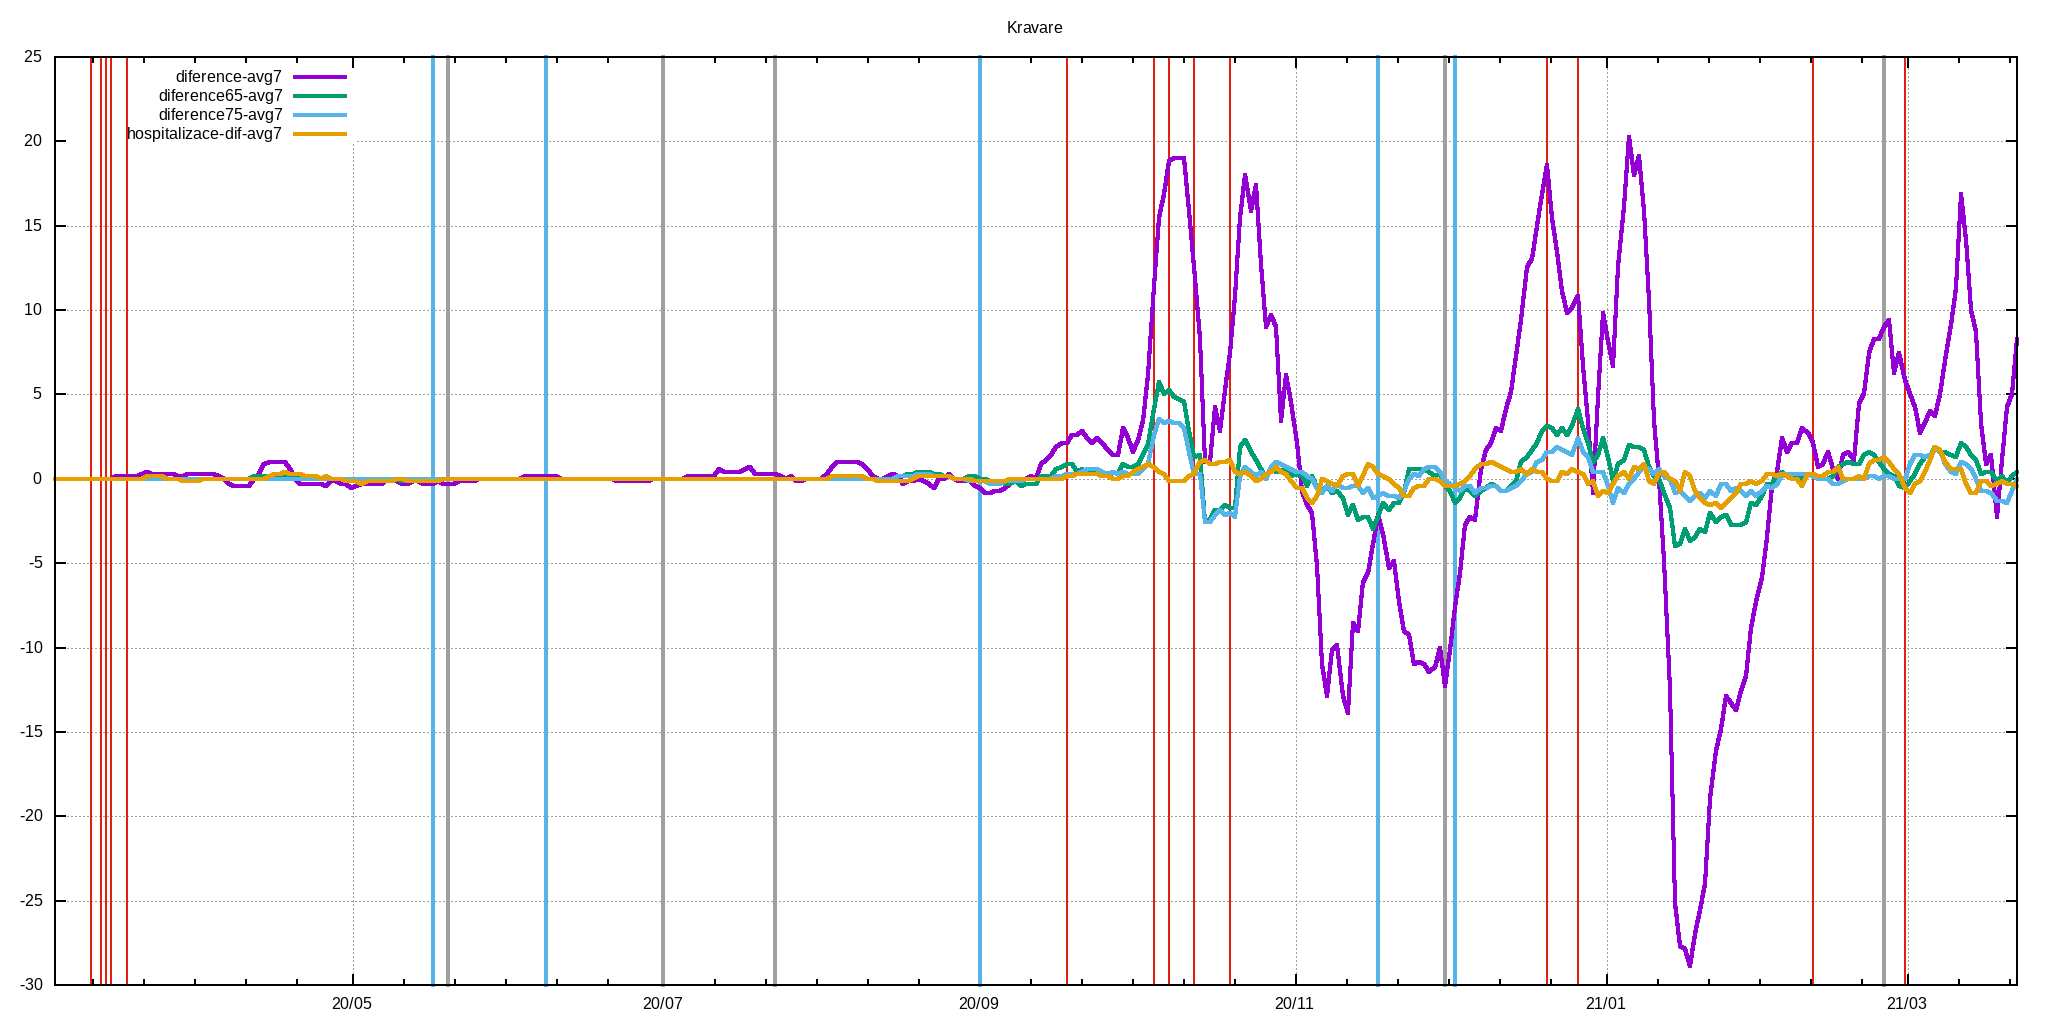 Kravare
diference-avg7
diference65-avg7
diference75-avg7
hospitalizace-dif-avg7
25
20
15
10
5
0
-5
-10
-15
-20
-25
-30
20/05 20/07 20/09 20/11 21/01 21/03